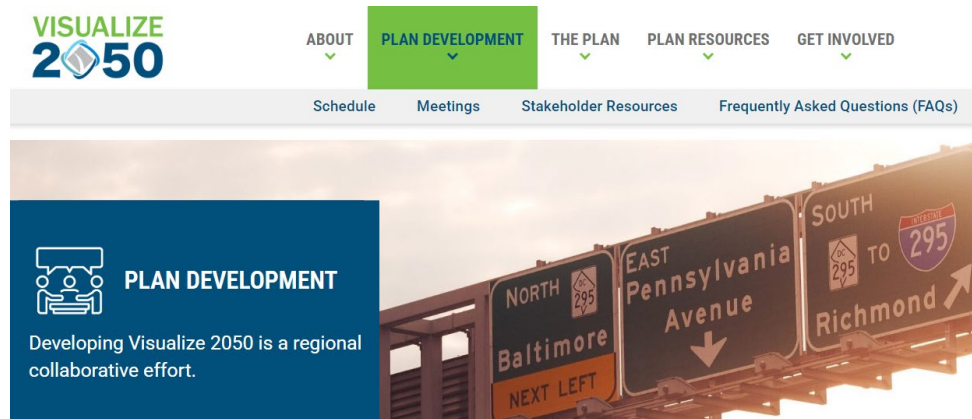 VISUALIZE
2050
ABOUT PLAN DEVELOPMENT THE PLAN PLAN RESOURCES GET INVOLVED
Schedule Meetings Stakeholder Resources Frequently Asked Questions (FAQs)
PLAN DEVELOPMENT
Developing Visualize 2050 is a regional
collaborative effort.
NORTH DC 295
Baltimore
NEXT LEFT
EAST
Pennsylvania
Avenue
SOUTH
DC 295 TO INTERSTATE 295
Richmond